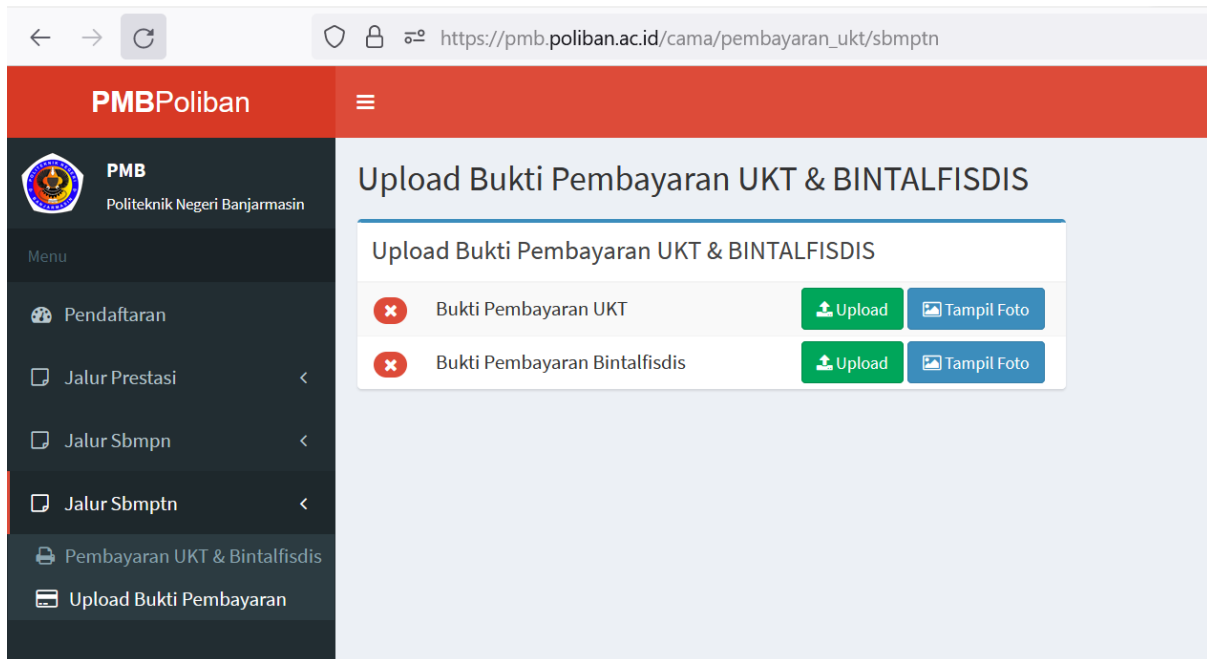 https://pmb.poliban.ac.id/cama/pembayaran_ukt/sbmptn
PMBPoliban
PMB
Politeknik Negeri Banjarmasin
Menu
Pendaftaran
Jalur Prestasi
Jalur Sbmpn
Jalur Sbmptn
Pembayaran UKT & Bintalfisdis
Upload Bukti Pembayaran
Upload Bukti Pembayaran UKT & BINTALFISDIS
Upload Bukti Pembayaran UKT & BINTALFISDIS
Bukti Pembayaran UKT Upload Tampil Foto
Bukti Pembayaran Bintalfisdis Upload Tampil Foto